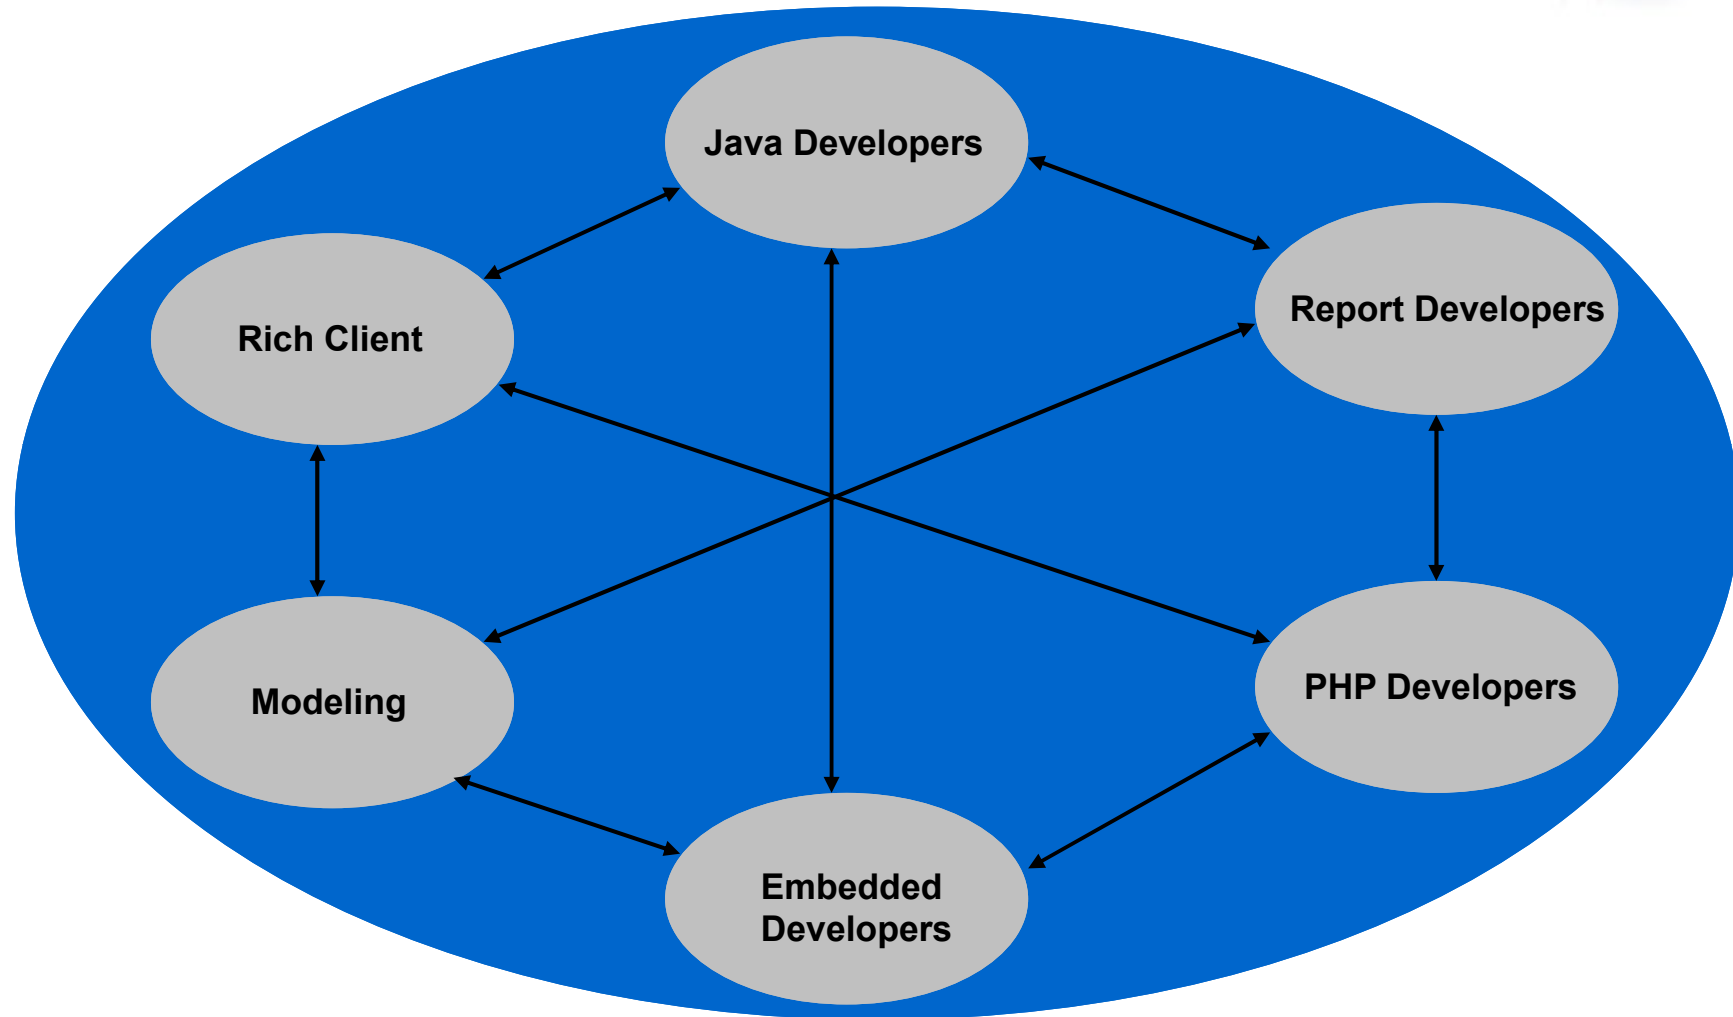 Java Developers
Report Developers
Rich Client
PHP Developers
Modeling
Embedded
Developers